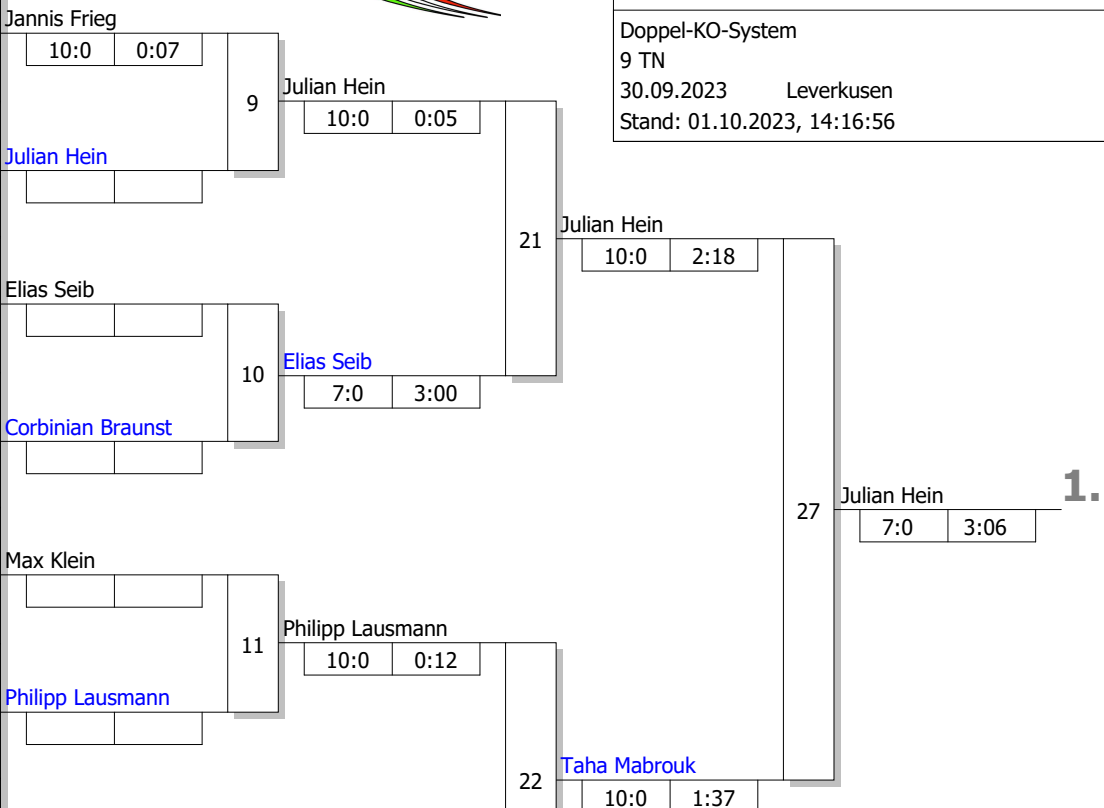 Jannis Frieg
10:0 0:07
9
Julian Hein
10:0 0:05
Julian Hein
Doppel-KO-System
9 TN
30.09.2023 Leverkusen
Stand: 01.10.2023, 14:16:56
21
Julian Hein
10:0 2:18
Elias Seib
10
Elias Seib
7:0 3:00
Corbinian Braunst
27
Julian Hein
7:0 3:06
1.
Max Klein
11
Philipp Lausmann
10:0 0:12
Philipp Lausmann
22
Taha Mabrouk
10:0 1:37